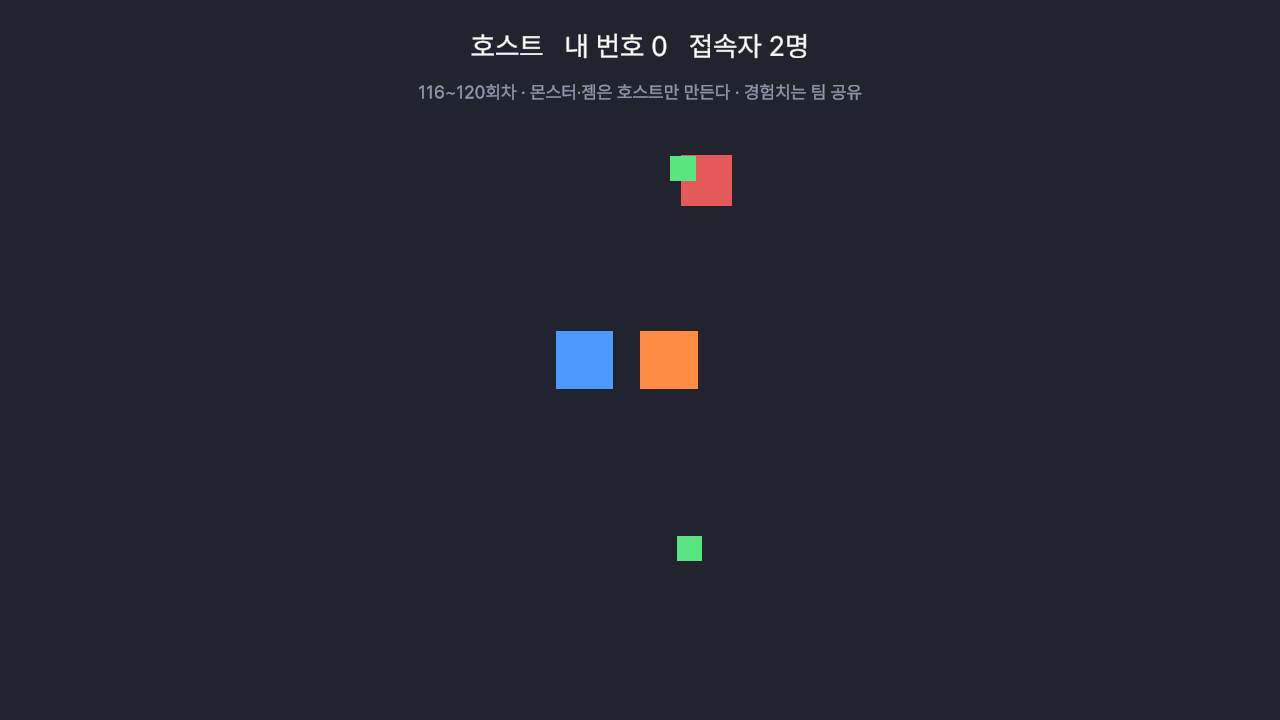 호스트 내 번호 0 접속자 2명
116~120회차 · 몬스터·젬은 호스트만 만든다 · 경험치는 팀 공유